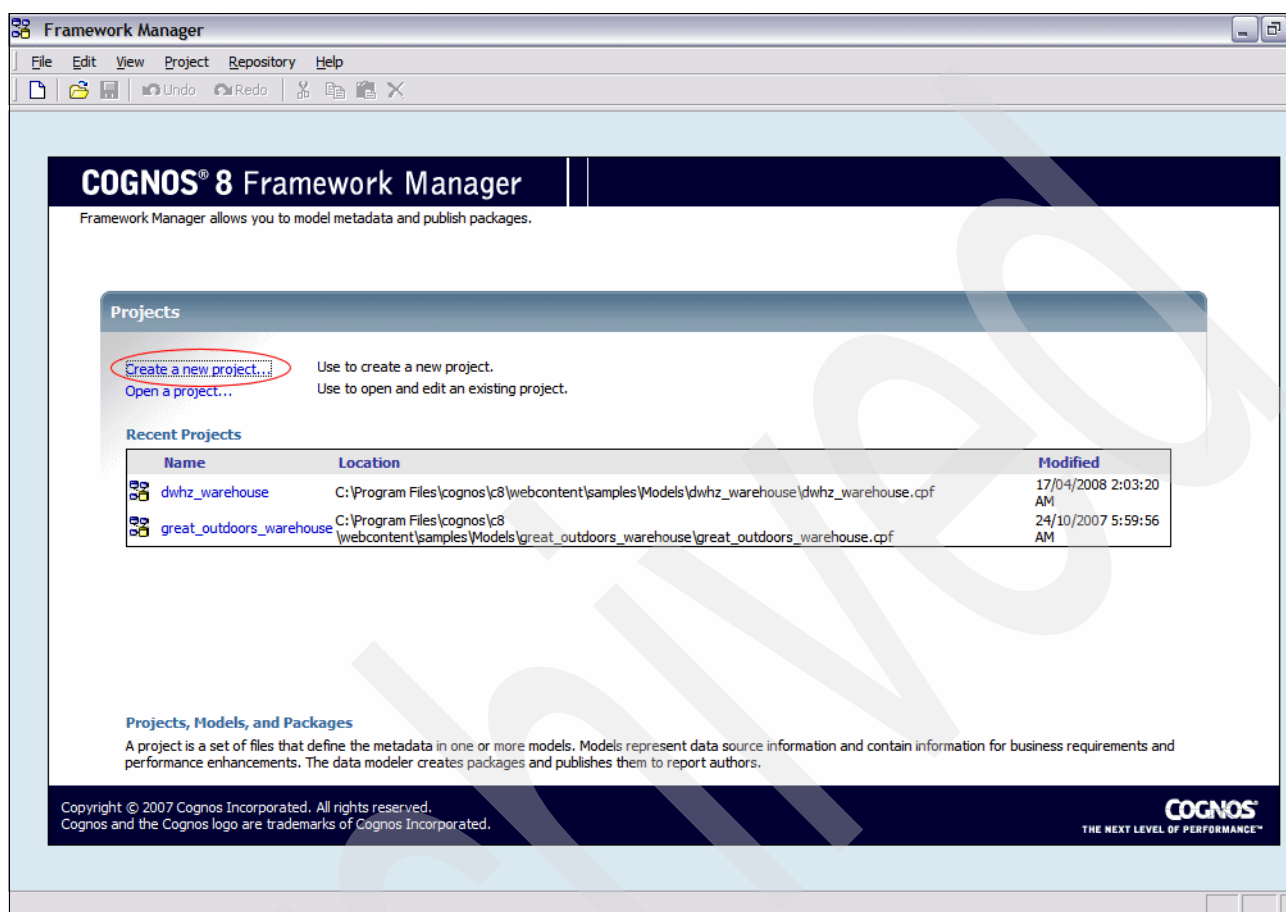 Framework Manager
File Edit View Project Repository Help
Undo Redo
COGNOS® 8 Framework Manager
Framework Manager allows you to model metadata and publish packages.
Projects
Create a new project... Use to create a new project.
Open a project... Use to open and edit an existing project.
Recent Projects
Name Location Modified
dwhz_warehouse C:\Program Files\cognos\c8\webcontent\samples\Models\dwhz_warehouse\dwhz_warehouse.cpf 17/04/2008 2:03:20
AM
great_outdoors_warehouse C:\Program Files\cognos\c8 24/10/2007 5:59:56
\webcontent\samples\Models\great_outdoors_warehouse\great_outdoors_warehouse.cpf AM
Projects, Models, and Packages
A project is a set of files that define the metadata in one or more models. Models represent data source information and contain information for business requirements and
performance enhancements. The data modeler creates packages and publishes them to report authors.
Copyright © 2007 Cognos Incorporated. All rights reserved.
Cognos and the Cognos logo are trademarks of Cognos Incorporated.
COGNOS®
THE NEXT LEVEL OF PERFORMANCE™
hived